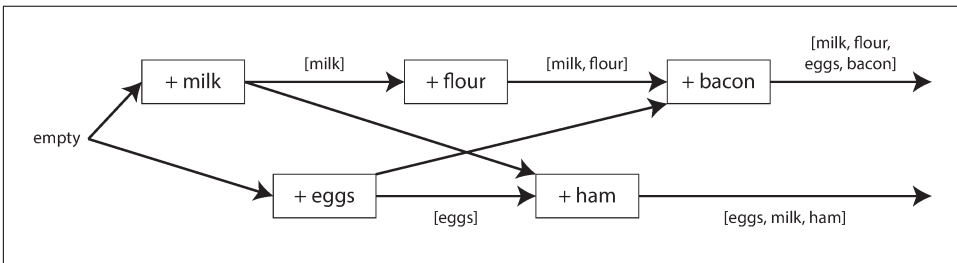 [milk, flour,
eggs, bacon]
[milk]
[milk, flour]
+ milk
+ flour
+ bacon
empty
+ eggs
+ ham
[eggs]
[eggs, milk, ham]